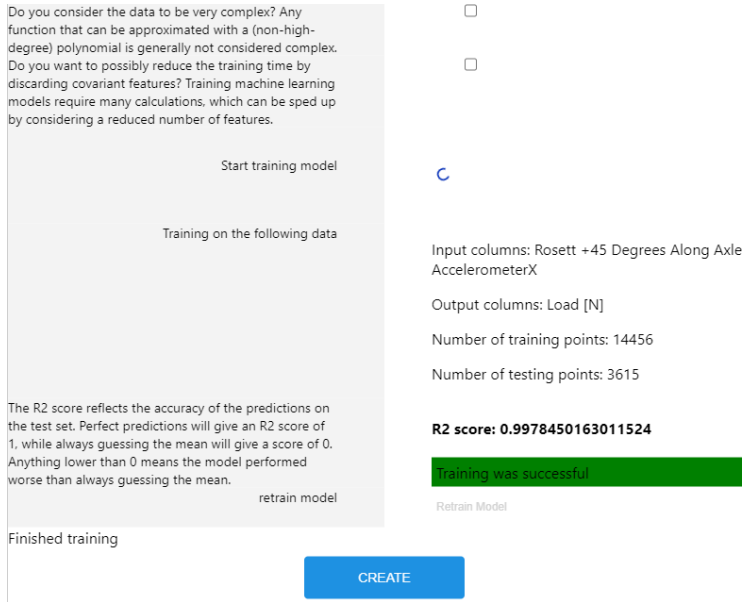 Do you consider the data to be very complex? Any
function that can be approximated with a (non-high-
degree) polynomial is generally not considered complex.
Do you want to possibly reduce the training time by
discarding covariant features? Training machine learning
models require many calculations, which can be sped up
by considering a reduced number of features.
Start training model
Training on the following data
Input columns: Rosett +45 Degrees Along Axle
AccelerometerX
Output columns: Load [N]
Number of training points: 14456
Number of testing points: 3615
The R2 score reflects the accuracy of the predictions on
the test set. Perfect predictions will give an R2 score of
1, while always guessing the mean will give a score of 0.
Anything lower than 0 means the model performed
worse than always guessing the mean.
R2 score: 0.9978450163011524
Training was successful
retrain model
Retrain Model
Finished training
CREATE